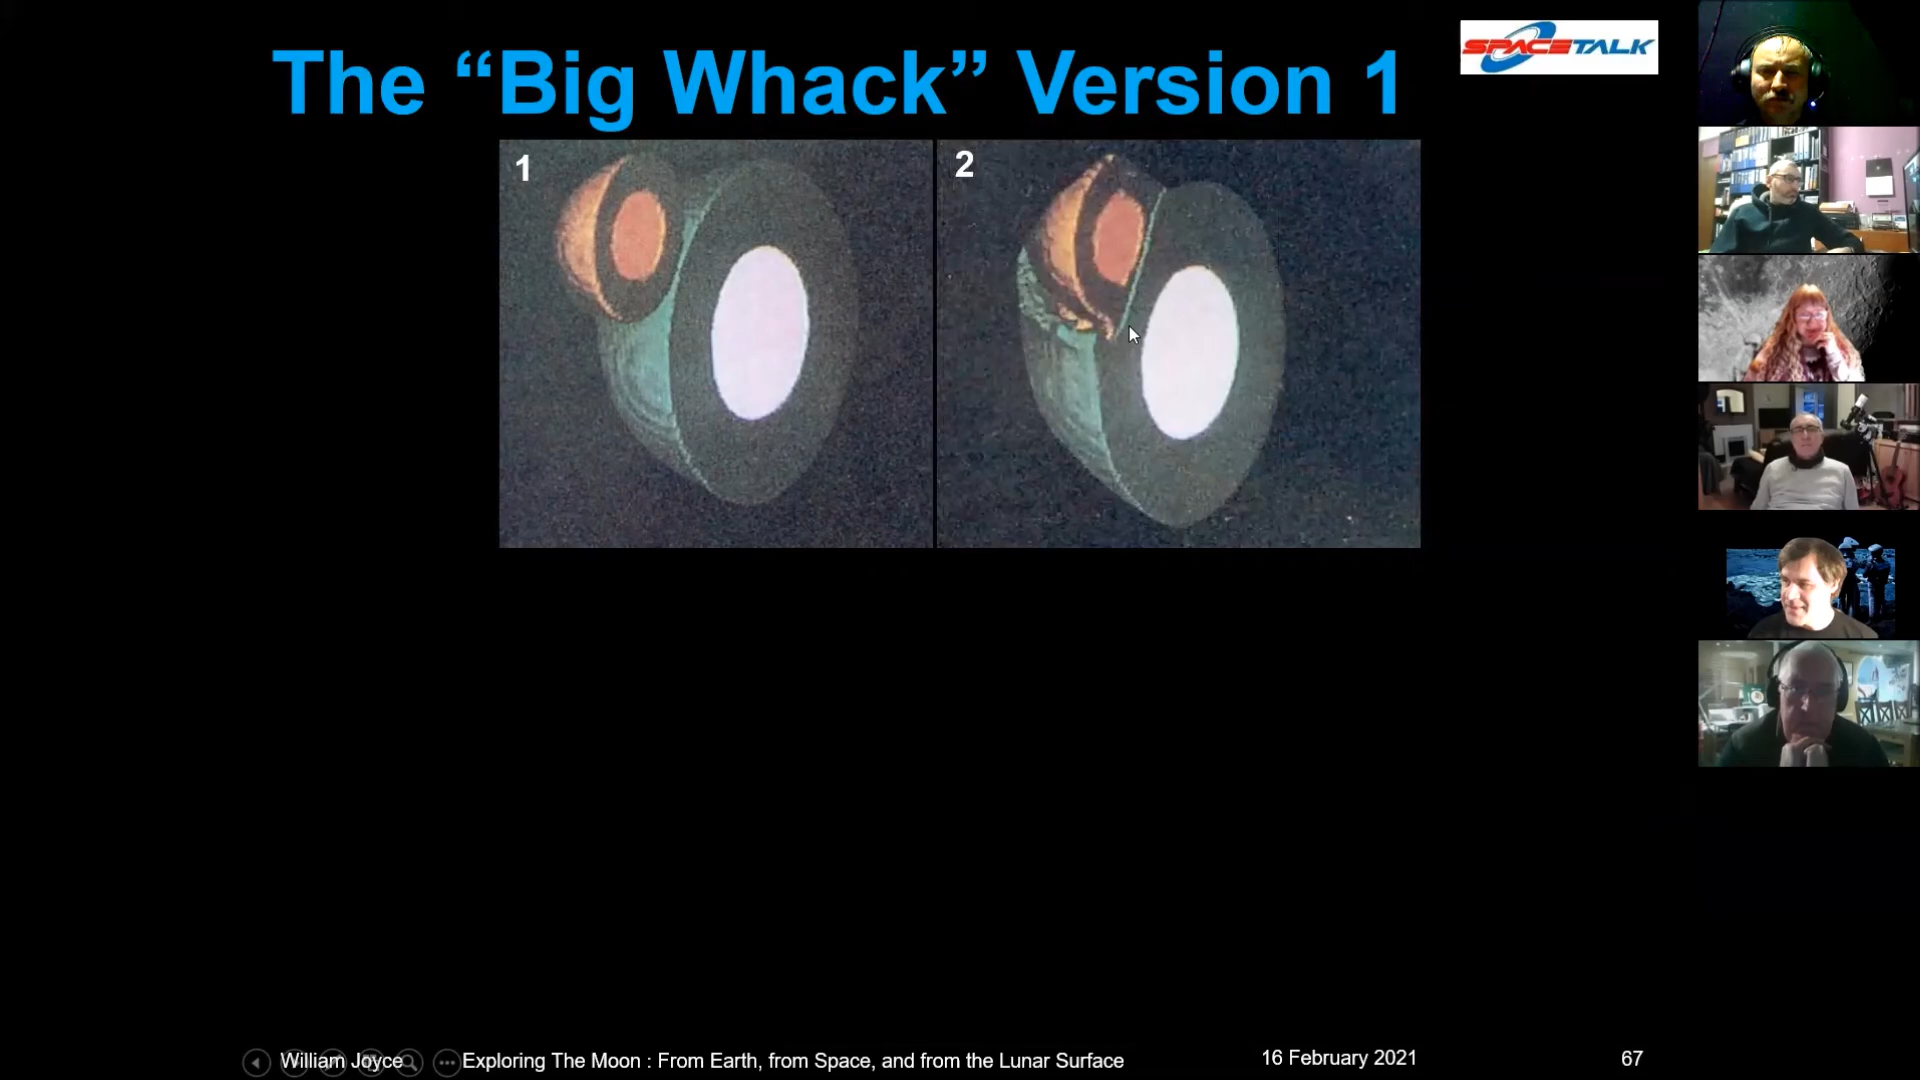 The “Big Whack” Version 1
SPACETALK
1
2
William Joyce
Exploring The Moon : From Earth, from Space, and from the Lunar Surface
16 February 2021
67